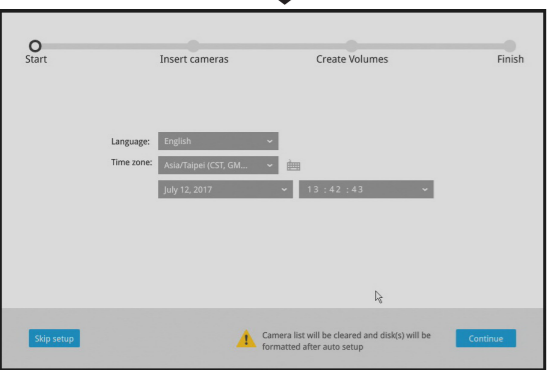 Start Insert cameras Create Volumes Finish
Language: English
Time zone: Asia/Taipei (CST, GM...
July 12, 2017 13 : 42 : 43
Camera list will be cleared and disk(s) will be
Skip setup Continue
formatted after auto setup